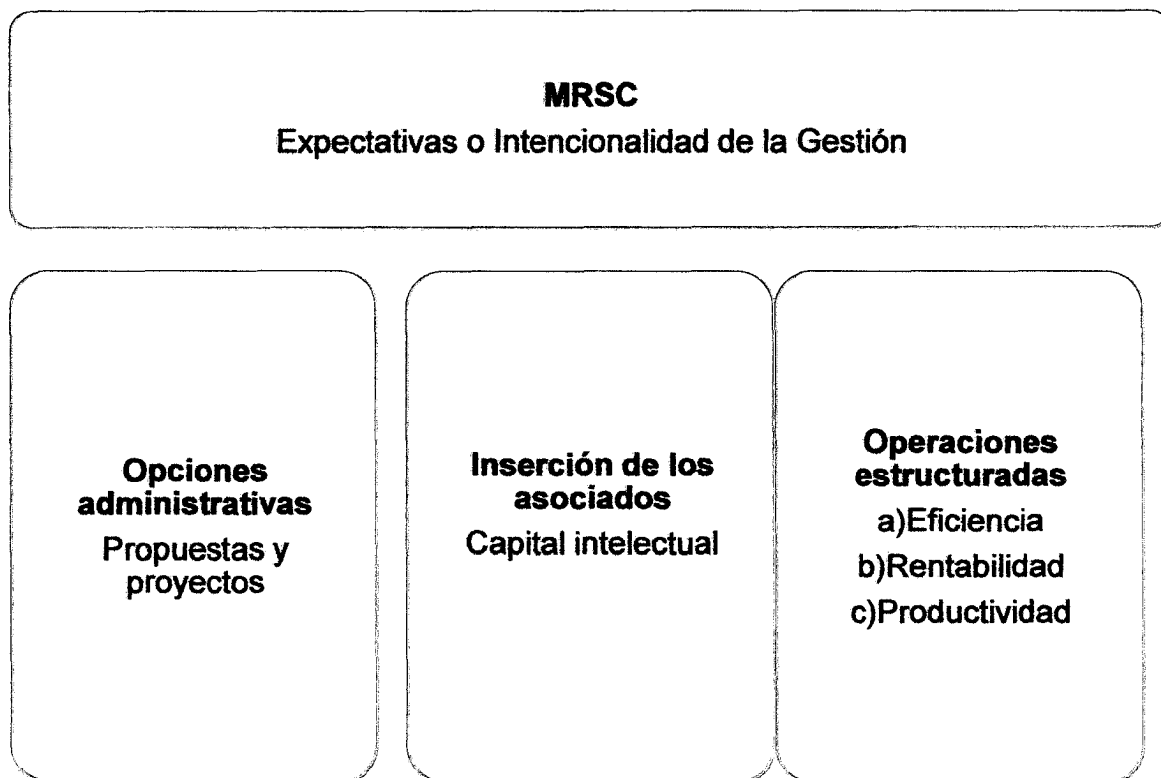 MRSC
Expectativas o Intencionalidad de la Gestión
Opciones
administrativas
Propuestas y
proyectos
Inserción de los
asociados
Capital intelectual
Operaciones
estructuradas
a)Eficiencia
b)Rentabilidad
c)Productividad